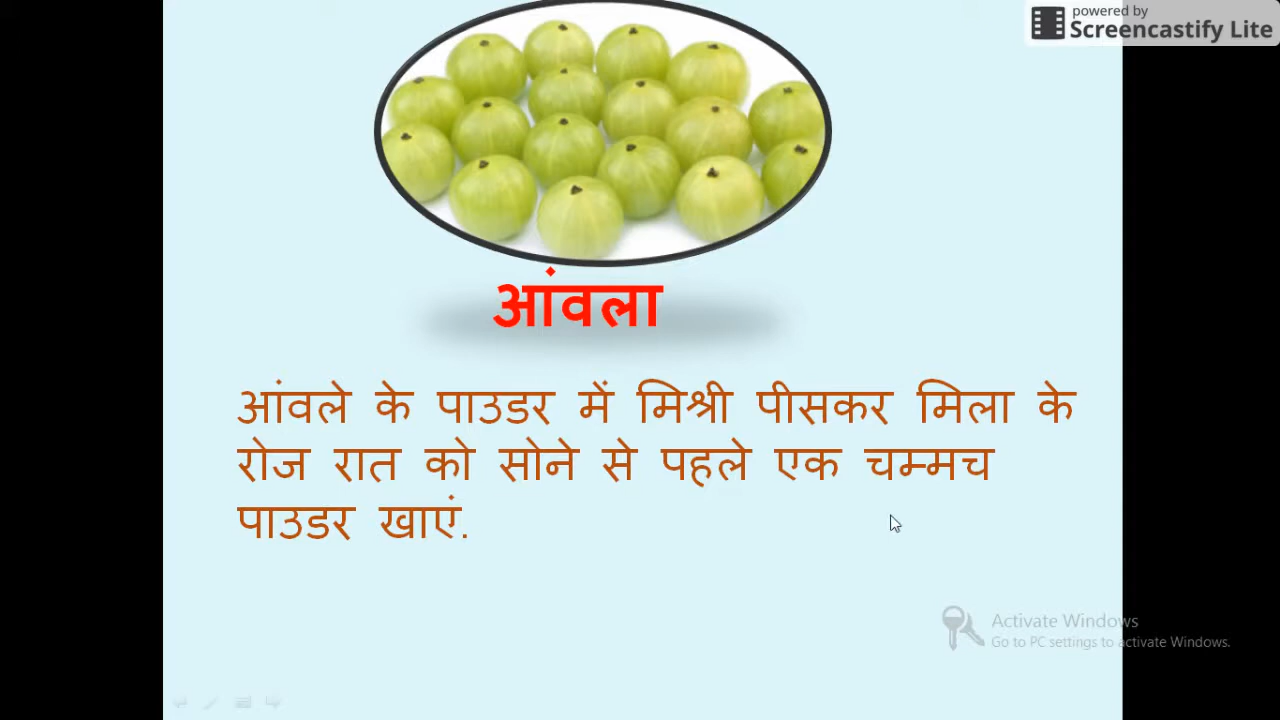 powered by
Screencastify Lite
आंवला
आंवले के पाउडर में मिश्री पीसकर मिला के
रोज रात को सोने से पहले एक चम्मच
पाउडर खाएं.
Activate Windows
Go to PC settings to activate Windows.